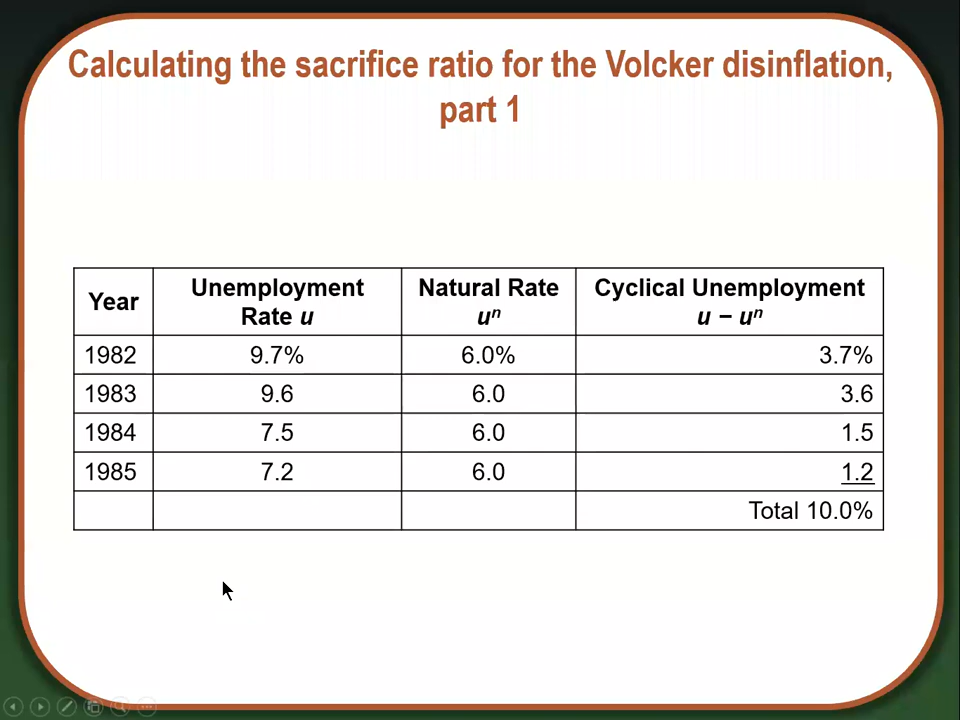 Calculating the sacrifice ratio for the Volcker disinflation,
part 1
Year Unemployment Rate u Natural Rate uⁿ Cyclical Unemployment u − uⁿ
1982 9.7% 6.0% 3.7%
1983 9.6 6.0 3.6
1984 7.5 6.0 1.5
1985 7.2 6.0 1.2
Total 10.0%